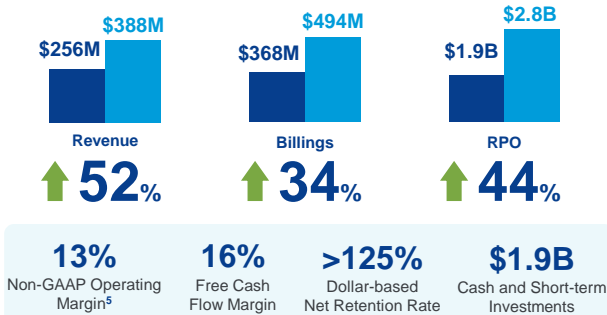 $256M $388M
$368M $494M
$1.9B $2.8B
Revenue
52%
Billings
34%
RPO
44%
13%
Non-GAAP Operating
Margin5
16%
Free Cash
Flow Margin
>125%
Dollar-based
Net Retention Rate
$1.9B
Cash and Short-term
Investments